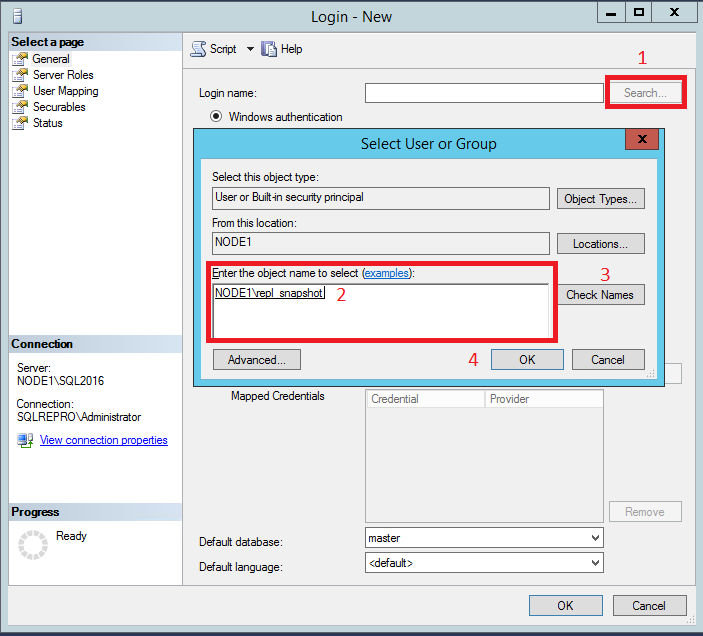 Login - New
Select a page
General
Server Roles
User Mapping
Securables
Status
Script
Help
1
Login name:
Search...
Windows authentication
Select User or Group
Select this object type:
User or Built-in security principal
Object Types...
From this location:
NODE1
Locations...
3
Enter the object name to select (examples):
NODE1\repl_snapshot
2
Check Names
Advanced...
4
OK
Cancel
Connection
Server:
NODE1\SQL2016
Connection:
SQLREPRO\Administrator
View connection properties
Mapped Credentials
Credential
Provider
Progress
Ready
Remove
Default database:
master
Default language:
<default>
OK
Cancel